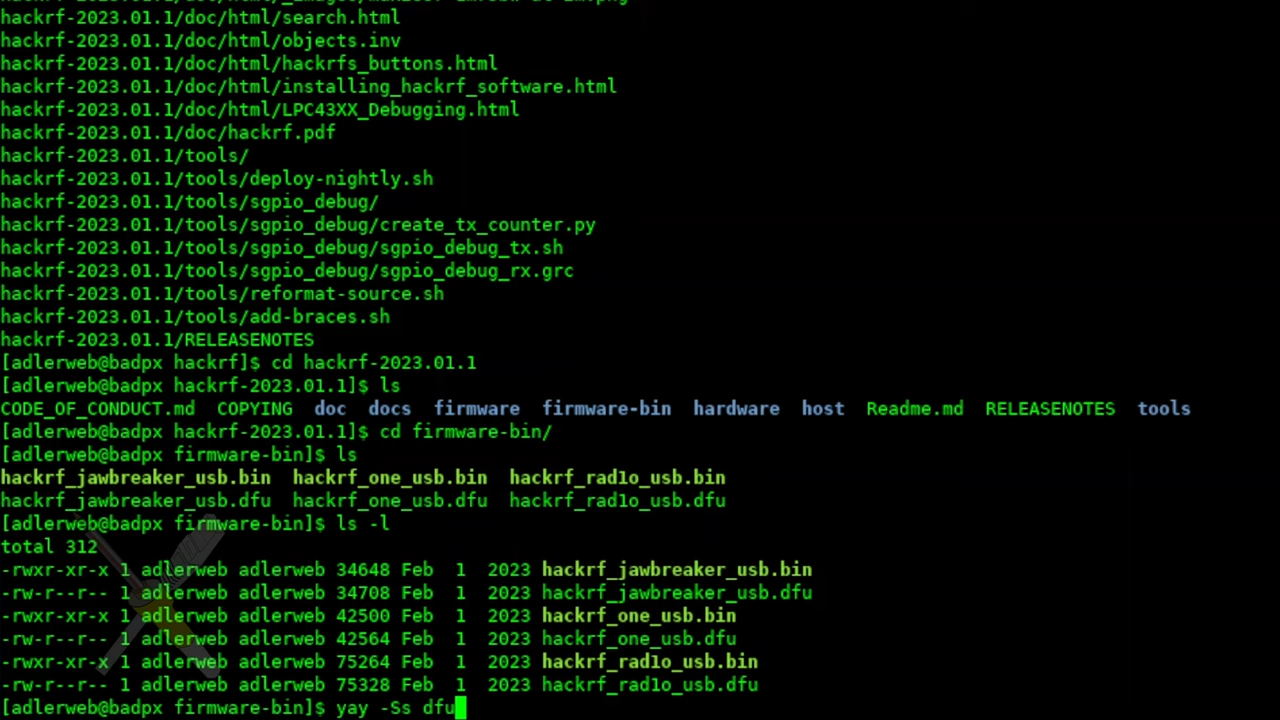 hackrf-2023.01.1/doc/html/search.html
hackrf-2023.01.1/doc/html/objects.inv
hackrf-2023.01.1/doc/html/hackrfs_buttons.html
hackrf-2023.01.1/doc/html/installing_hackrf_software.html
hackrf-2023.01.1/doc/html/LPC43XX_Debugging.html
hackrf-2023.01.1/doc/hackrf.pdf
hackrf-2023.01.1/tools/
hackrf-2023.01.1/tools/deploy-nightly.sh
hackrf-2023.01.1/tools/sgpio_debug/
hackrf-2023.01.1/tools/sgpio_debug/create_tx_counter.py
hackrf-2023.01.1/tools/sgpio_debug/sgpio_debug_tx.sh
hackrf-2023.01.1/tools/sgpio_debug/sgpio_debug_rx.grc
hackrf-2023.01.1/tools/reformat-source.sh
hackrf-2023.01.1/tools/add-braces.sh
hackrf-2023.01.1/RELEASENOTES
[adlerweb@badpx hackrf]$ cd hackrf-2023.01.1
[adlerweb@badpx hackrf-2023.01.1]$ ls
CODE_OF_CONDUCT.md  COPYING  doc  docs  firmware  firmware-bin  hardware  host  Readme.md  RELEASENOTES  tools
[adlerweb@badpx hackrf-2023.01.1]$ cd firmware-bin/
[adlerweb@badpx firmware-bin]$ ls
hackrf_jawbreaker_usb.bin  hackrf_one_usb.bin  hackrf_rad1o_usb.bin
hackrf_jawbreaker_usb.dfu  hackrf_one_usb.dfu  hackrf_rad1o_usb.dfu
[adlerweb@badpx firmware-bin]$ ls -l
total 312
-rwxr-xr-x 1 adlerweb adlerweb 34648 Feb  1  2023 hackrf_jawbreaker_usb.bin
-rw-r--r-- 1 adlerweb adlerweb 34708 Feb  1  2023 hackrf_jawbreaker_usb.dfu
-rwxr-xr-x 1 adlerweb adlerweb 42500 Feb  1  2023 hackrf_one_usb.bin
-rw-r--r-- 1 adlerweb adlerweb 42564 Feb  1  2023 hackrf_one_usb.dfu
-rwxr-xr-x 1 adlerweb adlerweb 75264 Feb  1  2023 hackrf_rad1o_usb.bin
-rw-r--r-- 1 adlerweb adlerweb 75328 Feb  1  2023 hackrf_rad1o_usb.dfu
[adlerweb@badpx firmware-bin]$ yay -Ss dfu